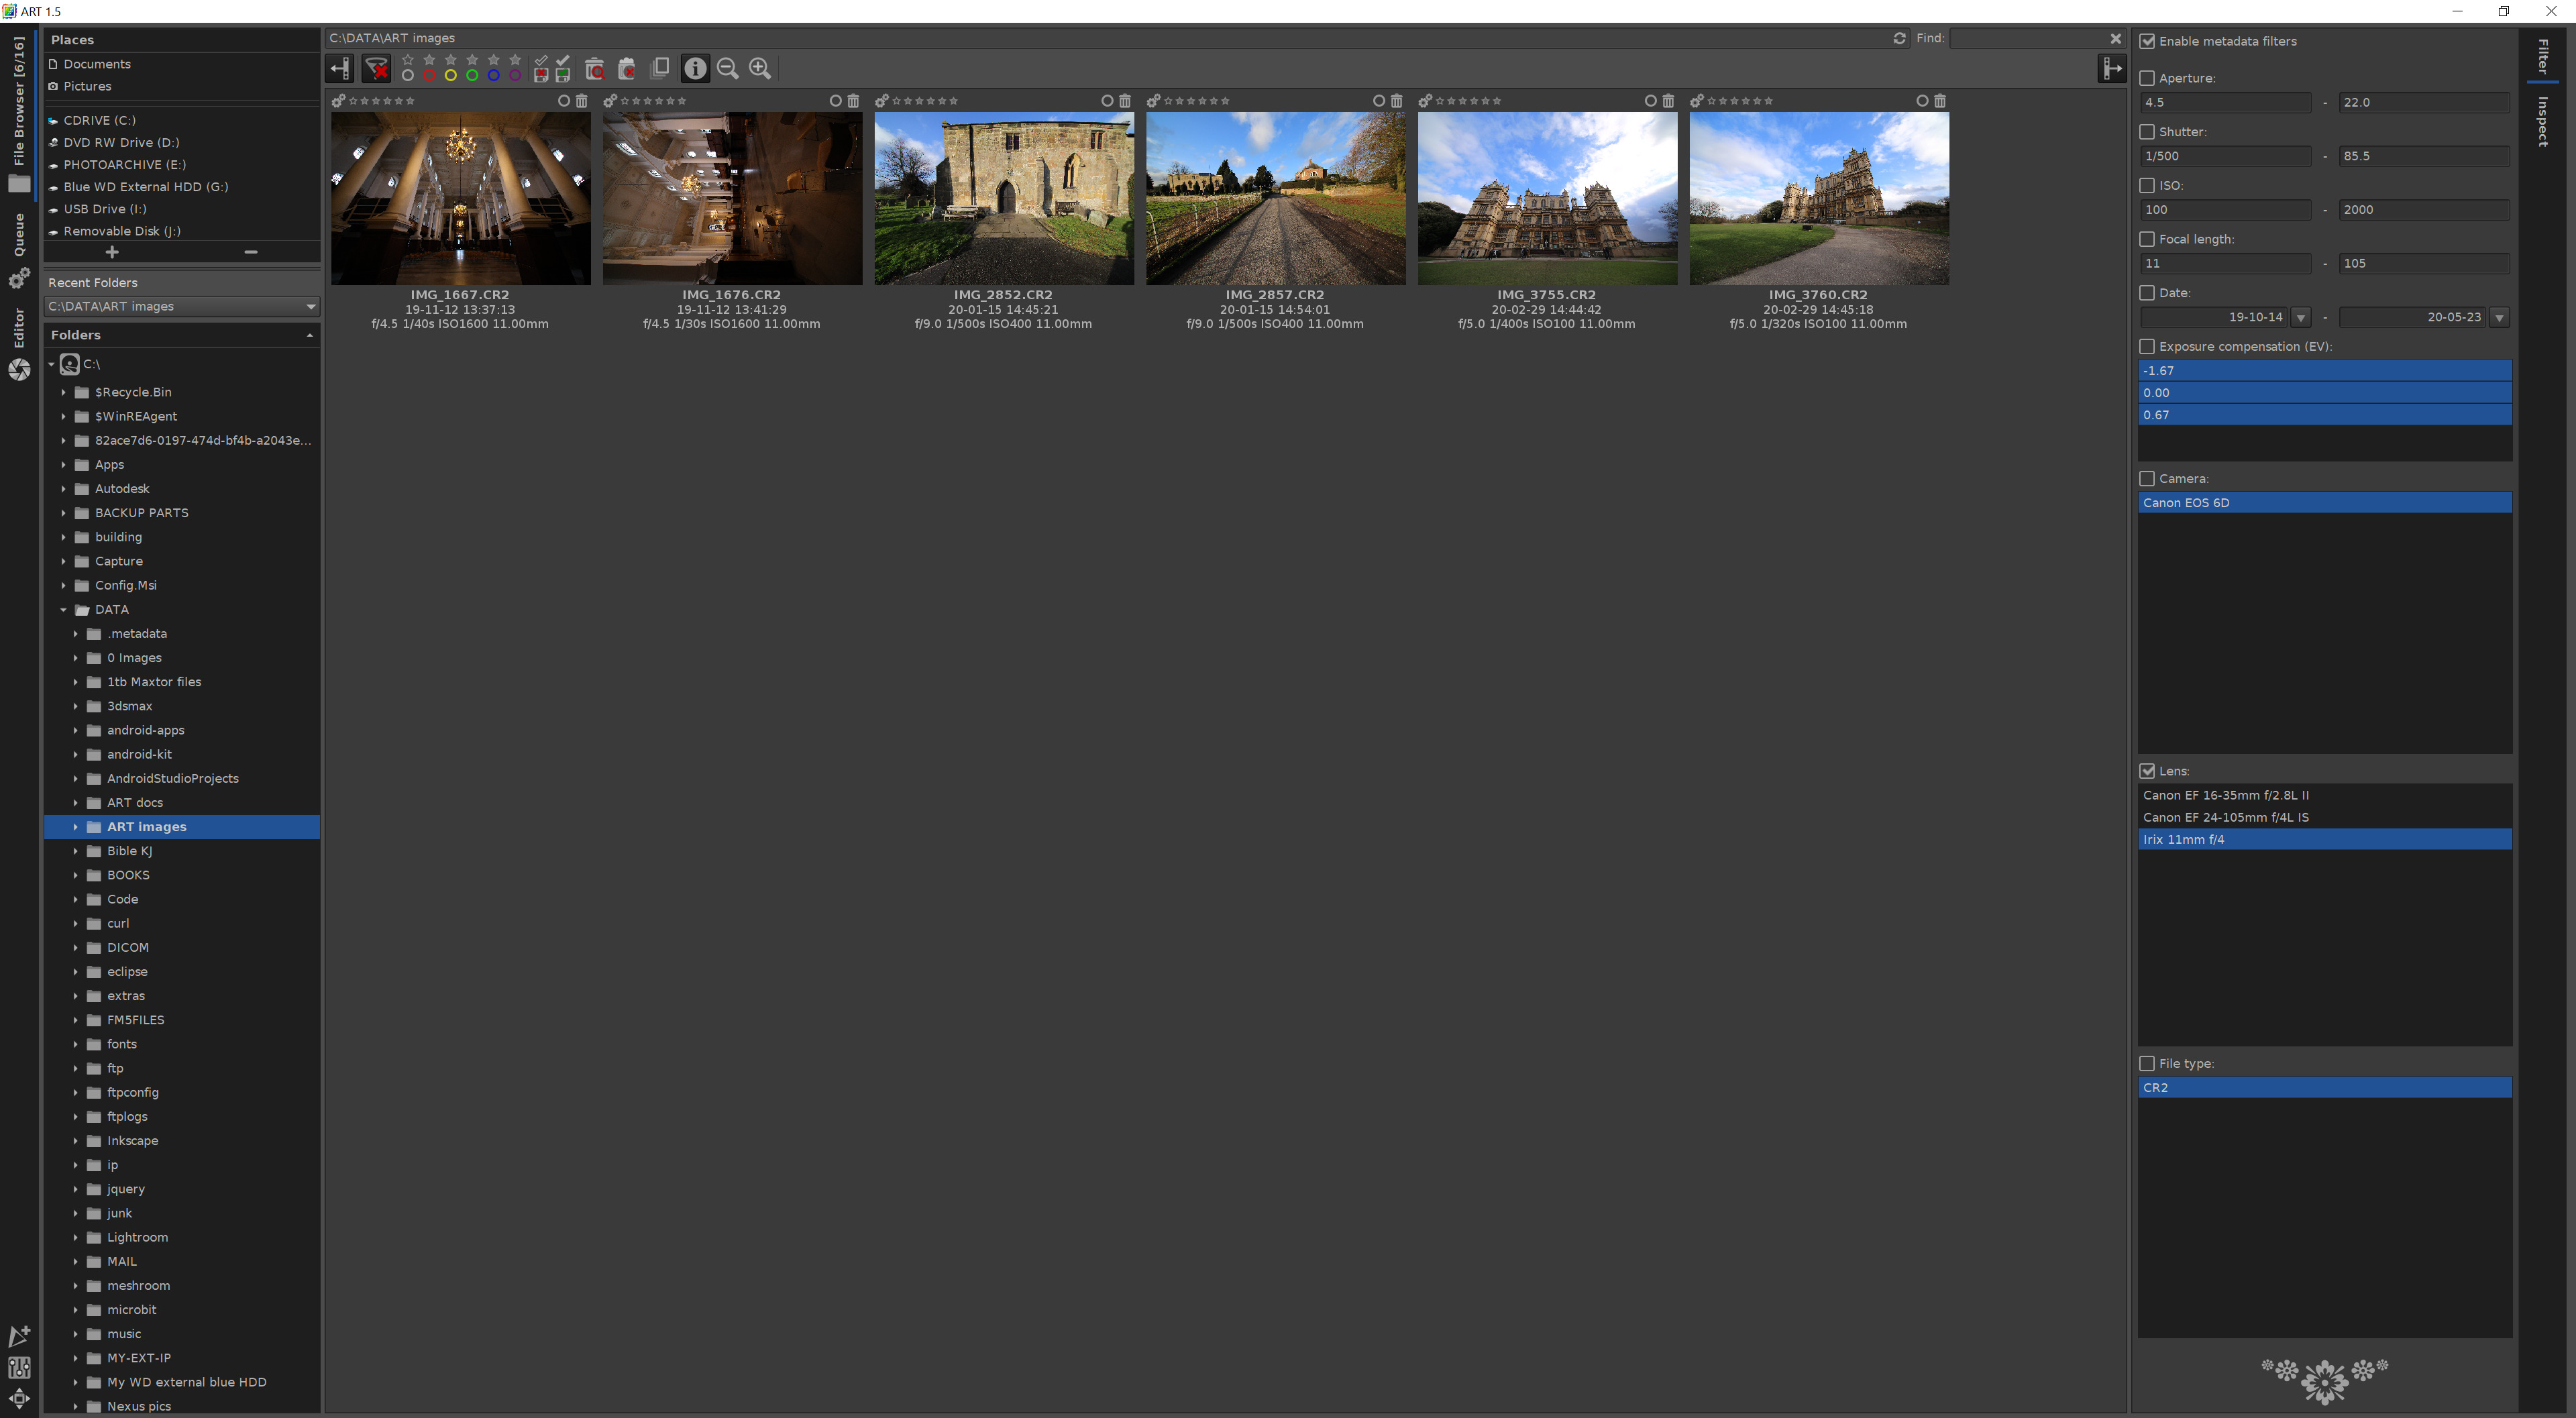 ART 1.5
File Browser [6/16]
Queue
Editor
Places
Documents
Pictures
CDRIVE (C:)
DVD RW Drive (D:)
PHOTOARCHIVE (E:)
Blue WD External HDD (G:)
USB Drive (I:)
Removable Disk (J:)
Recent Folders
C:\DATA\ART images
Folders
C:\
$Recycle.Bin
$WinREAgent
82ace7d6-0197-474d-bf4b-a2043e...
Apps
Autodesk
BACKUP PARTS
building
Capture
Config.Msi
DATA
.metadata
0 Images
1tb Maxtor files
3dsmax
android-apps
android-kit
AndroidStudioProjects
ART docs
ART images
Bible KJ
BOOKS
Code
curl
DICOM
eclipse
extras
FM5FILES
fonts
ftp
ftpconfig
ftplogs
Inkscape
ip
jquery
junk
Lightroom
MAIL
meshroom
microbit
music
MY-EXT-IP
My WD external blue HDD
Nexus pics
C:\DATA\ART images
Find:
IMG_1667.CR2
19-11-12 13:37:13
f/4.5 1/40s ISO1600 11.00mm
IMG_1676.CR2
19-11-12 13:41:29
f/4.5 1/30s ISO1600 11.00mm
IMG_2852.CR2
20-01-15 14:45:21
f/9.0 1/500s ISO400 11.00mm
IMG_2857.CR2
20-01-15 14:54:01
f/9.0 1/500s ISO400 11.00mm
IMG_3755.CR2
20-02-29 14:44:42
f/5.0 1/400s ISO100 11.00mm
IMG_3760.CR2
20-02-29 14:45:18
f/5.0 1/320s ISO100 11.00mm
Enable metadata filters
Aperture:
4.5 - 22.0
Shutter:
1/500 - 85.5
ISO:
100 - 2000
Focal length:
11 - 105
Date:
19-10-14 - 20-05-23
Exposure compensation (EV):
-1.67
0.00
0.67
Camera:
Canon EOS 6D
Lens:
Canon EF 16-35mm f/2.8L II
Canon EF 24-105mm f/4L IS
Irix 11mm f/4
File type:
CR2
Filter
Inspect